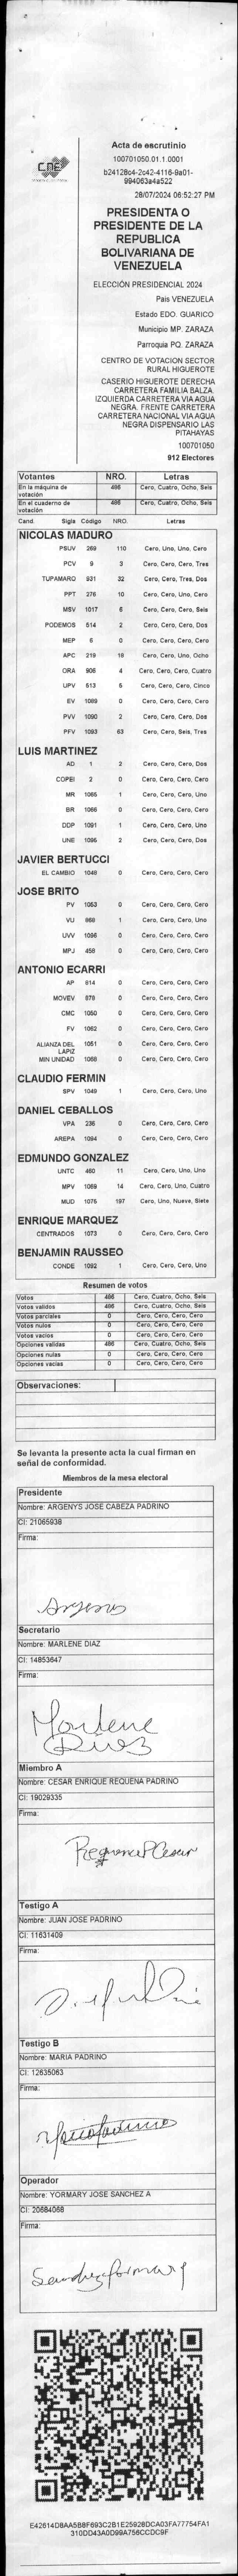 CNE
Acta de escrutinio
100701050.01.1.0001
b24128c4-2c42-4116-9a01-
994063a4a522
28/07/2024 06:52:27 PM
PRESIDENTA O
PRESIDENTE DE LA
REPUBLICA
BOLIVARIANA DE
VENEZUELA
ELECCIÓN PRESIDENCIAL 2024
Pais VENEZUELA
Estado EDO. GUARICO
Municipio MP. ZARAZA
Parroquia PQ. ZARAZA
CENTRO DE VOTACION SECTOR
RURAL HIGUEROTE
CASERIO HIGUEROTE DERECHA
CARRETERA FAMILIA BALZA.
IZQUIERDA CARRETERA VIA AGUA
NEGRA. FRENTE CARRETERA
CARRETERA NACIONAL VIA AGUA
NEGRA DISPENSARIO LAS
PITAHAYAS
100701050
912 Electores
Votantes NRO. Letras
En la máquina de votación 486 Cero, Cuatro, Ocho, Seis
En el cuaderno de votación 486 Cero, Cuatro, Ocho, Seis
Cand. Sigla Código NRO. Letras
NICOLAS MADURO
PSUV 269 110 Cero, Uno, Uno, Cero
PCV 9 3 Cero, Cero, Cero, Tres
TUPAMARO 931 32 Cero, Cero, Tres, Dos
PPT 276 10 Cero, Cero, Uno, Cero
MSV 1017 6 Cero, Cero, Cero, Seis
PODEMOS 514 2 Cero, Cero, Cero, Dos
MEP 6 0 Cero, Cero, Cero, Cero
APC 219 18 Cero, Cero, Uno, Ocho
ORA 906 4 Cero, Cero, Cero, Cuatro
UPV 513 5 Cero, Cero, Cero, Cinco
EV 1089 0 Cero, Cero, Cero, Cero
PVV 1090 2 Cero, Cero, Cero, Dos
PFV 1093 63 Cero, Cero, Seis, Tres
LUIS MARTINEZ
AD 1 2 Cero, Cero, Cero, Dos
COPEI 2 0 Cero, Cero, Cero, Cero
MR 1065 1 Cero, Cero, Cero, Uno
BR 1066 0 Cero, Cero, Cero, Cero
DDP 1091 1 Cero, Cero, Cero, Uno
UNE 1095 2 Cero, Cero, Cero, Dos
JAVIER BERTUCCI
EL CAMBIO 1048 0 Cero, Cero, Cero, Cero
JOSE BRITO
PV 1053 0 Cero, Cero, Cero, Cero
VU 860 1 Cero, Cero, Cero, Uno
UVV 1096 0 Cero, Cero, Cero, Cero
MPJ 458 0 Cero, Cero, Cero, Cero
ANTONIO ECARRI
AP 814 0 Cero, Cero, Cero, Cero
MOVEV 878 0 Cero, Cero, Cero, Cero
CMC 1050 0 Cero, Cero, Cero, Cero
FV 1062 0 Cero, Cero, Cero, Cero
ALIANZA DEL LAPIZ 1051 0 Cero, Cero, Cero, Cero
MIN UNIDAD 1068 0 Cero, Cero, Cero, Cero
CLAUDIO FERMIN
SPV 1049 1 Cero, Cero, Cero, Uno
DANIEL CEBALLOS
VPA 235 0 Cero, Cero, Cero, Cero
AREPA 1094 0 Cero, Cero, Cero, Cero
EDMUNDO GONZALEZ
UNTC 460 11 Cero, Cero, Uno, Uno
MPV 1069 14 Cero, Cero, Uno, Cuatro
MUD 1075 197 Cero, Uno, Nueve, Siete
ENRIQUE MARQUEZ
CENTRADOS 1073 0 Cero, Cero, Cero, Cero
BENJAMIN RAUSSEO
CONDE 1092 1 Cero, Cero, Cero, Uno
Resumen de votos
Votos 486 Cero, Cuatro, Ocho, Seis
Votos validos 486 Cero, Cuatro, Ocho, Seis
Votos parciales 0 Cero, Cero, Cero, Cero
Votos nulos 0 Cero, Cero, Cero, Cero
Votos vacios 0 Cero, Cero, Cero, Cero
Opciones validas 486 Cero, Cuatro, Ocho, Seis
Opciones nulas 0 Cero, Cero, Cero, Cero
Opciones vacias 0 Cero, Cero, Cero, Cero
Observaciones:
Se levanta la presente acta la cual firman en
señal de conformidad.
Miembros de la mesa electoral
Presidente
Nombre: ARGENYS JOSE CABEZA PADRINO
CI: 21065938
Firma:
Argenis
Secretario
Nombre: MARLENE DIAZ
CI: 14853647
Firma:
Marlene
Diaz
Miembro A
Nombre: CESAR ENRIQUE REQUENA PADRINO
CI: 19029335
Firma:
Requena P Cesar
Testigo A
Nombre: JUAN JOSE PADRINO
CI: 11631409
Firma:
Testigo B
Nombre: MARIA PADRINO
CI: 12635063
Firma:
Operador
Nombre: YORMARY JOSE SANCHEZ A
CI: 20684068
Firma:
Sanchez Yormary
E42614D8AA5B8F693C2B1E25928DCA03FA77754FA1
310DD43A0D99A756CCDC9F